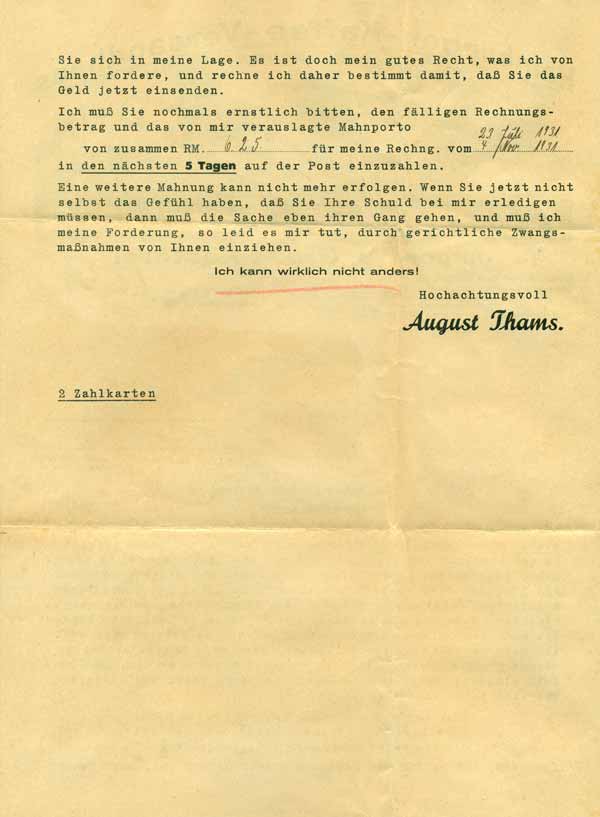 Sie sich in meine Lage. Es ist doch mein gutes Recht, was ich von
Ihnen fordere, und rechne ich daher bestimmt damit, daß Sie das
Geld jetzt einsenden.
Ich muß Sie nochmals ernstlich bitten, den fälligen Rechnungs-
betrag und das von mir verauslagte Mahnporto
23 Juli 1931
von zusammen RM. 6.25 für meine Rechng. vom 4 Nov 1931
in den nächsten 5 Tagen auf der Post einzuzahlen.
Eine weitere Mahnung kann nicht mehr erfolgen. Wenn Sie jetzt nicht
selbst das Gefühl haben, daß Sie Ihre Schuld bei mir erledigen
müssen, dann muß die Sache eben ihren Gang gehen, und muß ich
meine Forderung, so leid es mir tut, durch gerichtliche Zwangs-
maßnahmen von Ihnen einziehen.
Ich kann wirklich nicht anders!
Hochachtungsvoll
August Thams.
2 Zahlkarten